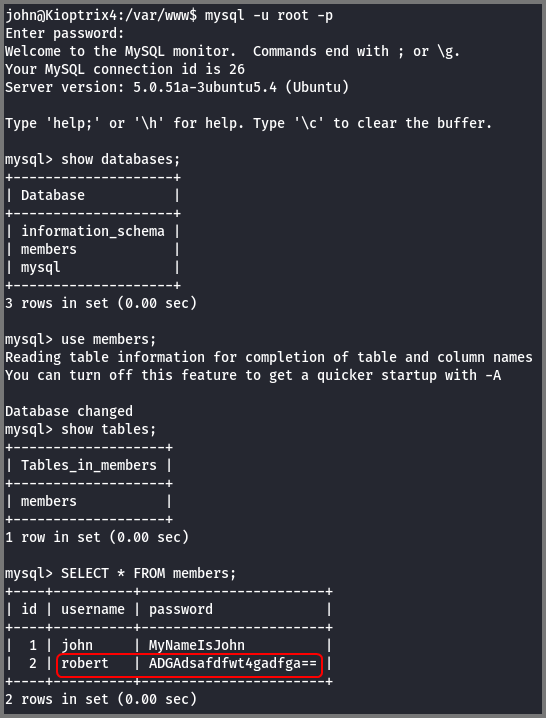 john@Kioptrix4:/var/www$ mysql -u root -p
Enter password:
Welcome to the MySQL monitor.  Commands end with ; or \g.
Your MySQL connection id is 26
Server version: 5.0.51a-3ubuntu5.4 (Ubuntu)

Type 'help;' or '\h' for help. Type '\c' to clear the buffer.

mysql> show databases;
+--------------------+
| Database           |
+--------------------+
| information_schema |
| members            |
| mysql              |
+--------------------+
3 rows in set (0.00 sec)

mysql> use members;
Reading table information for completion of table and column names
You can turn off this feature to get a quicker startup with -A

Database changed
mysql> show tables;
+-------------------+
| Tables_in_members |
+-------------------+
| members           |
+-------------------+
1 row in set (0.00 sec)

mysql> SELECT * FROM members;
+----+----------+-----------------------+
| id | username | password              |
+----+----------+-----------------------+
|  1 | john     | MyNameIsJohn          |
|  2 | robert   | ADGAdsafdfwt4gadfga== |
+----+----------+-----------------------+
2 rows in set (0.00 sec)